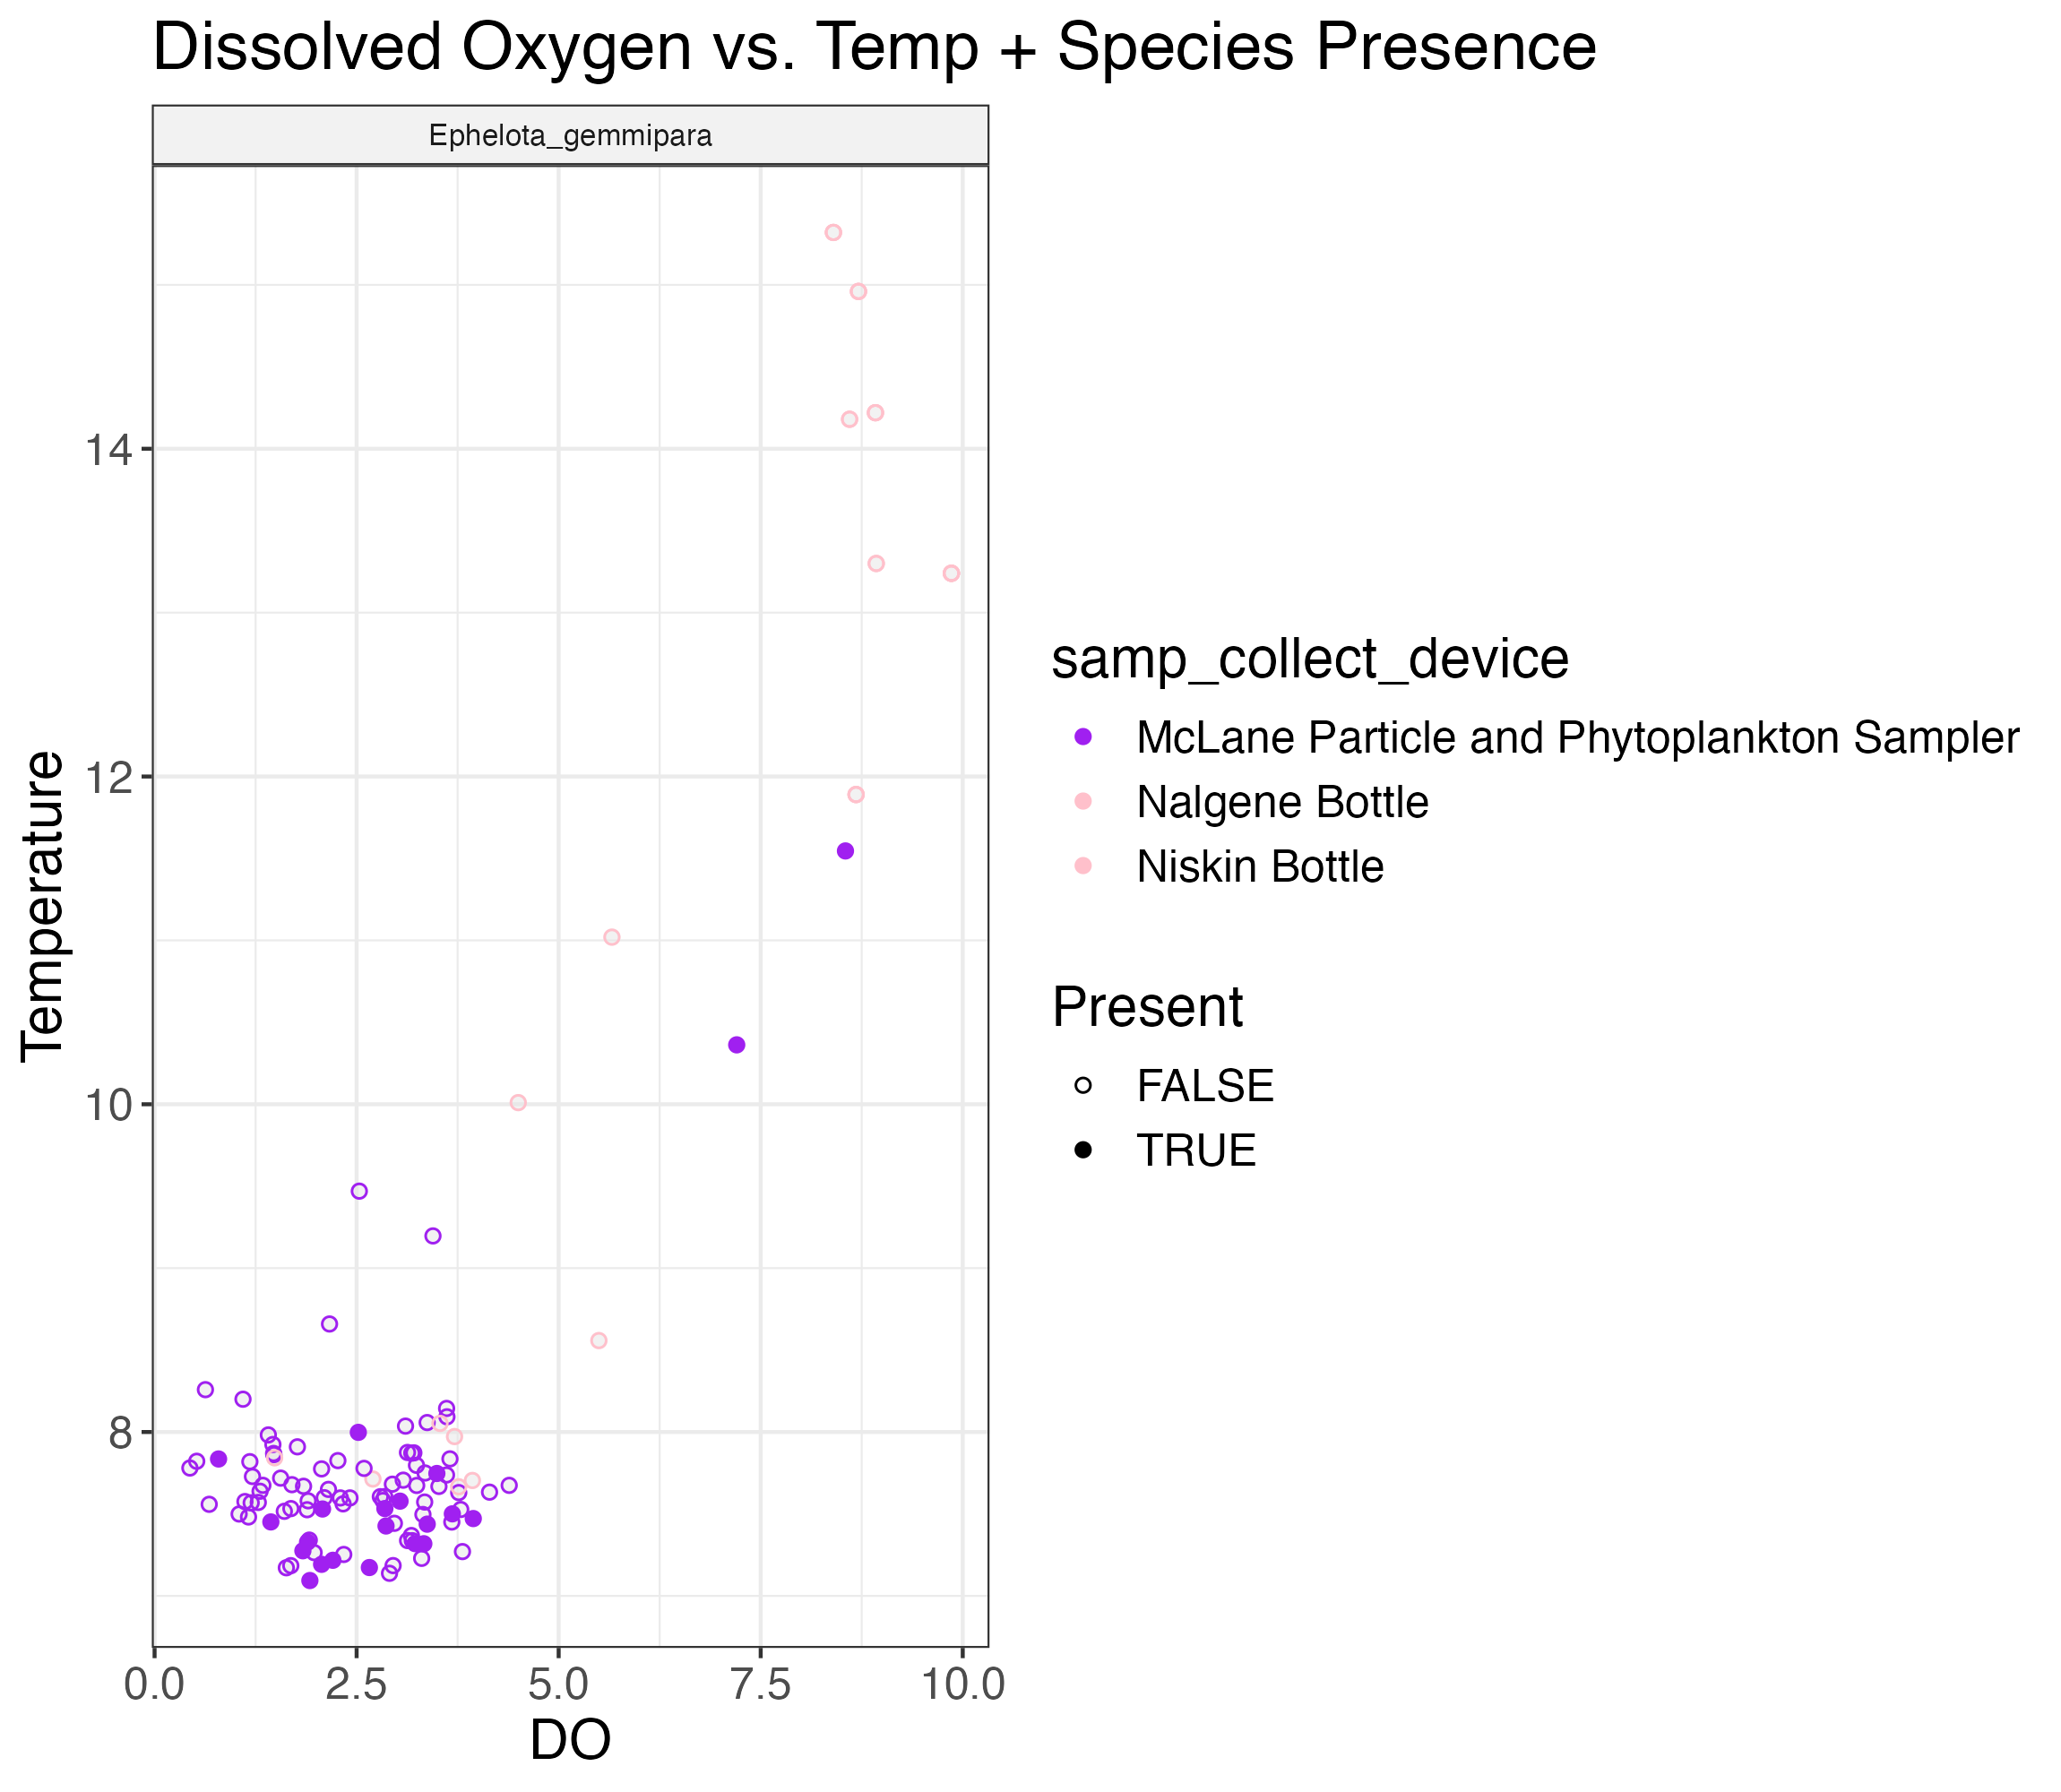 Dissolved Oxygen vs. Temp + Species Presence
Ephelota_gemmipara
14
12
10
8
Temperature
0.0 2.5 5.0 7.5 10.0
DO
samp_collect_device
McLane Particle and Phytoplankton Sampler
Nalgene Bottle
Niskin Bottle
Present
FALSE
TRUE